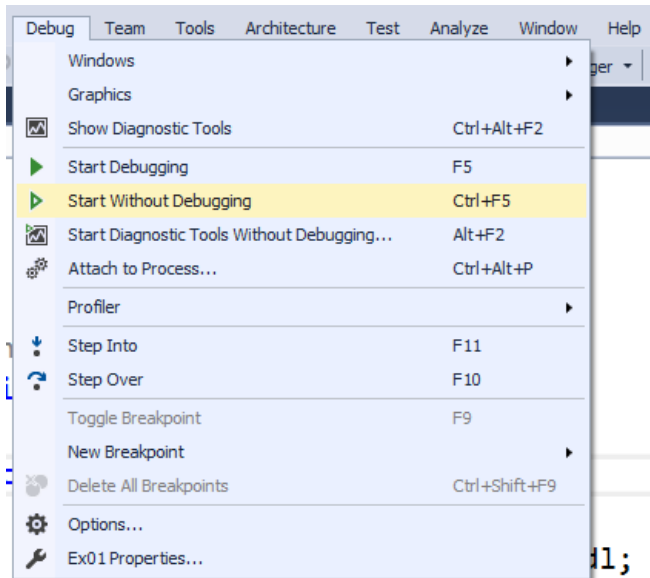 Debug Team Tools Architecture Test Analyze Window Help
Windows
ger
Graphics
Show Diagnostic Tools Ctrl+Alt+F2
Start Debugging F5
Start Without Debugging Ctrl+F5
Start Diagnostic Tools Without Debugging... Alt+F2
Attach to Process... Ctrl+Alt+P
Profiler
Step Into F11
Step Over F10
Toggle Breakpoint F9
New Breakpoint
Delete All Breakpoints Ctrl+Shift+F9
Options...
Ex01 Properties...
dl;